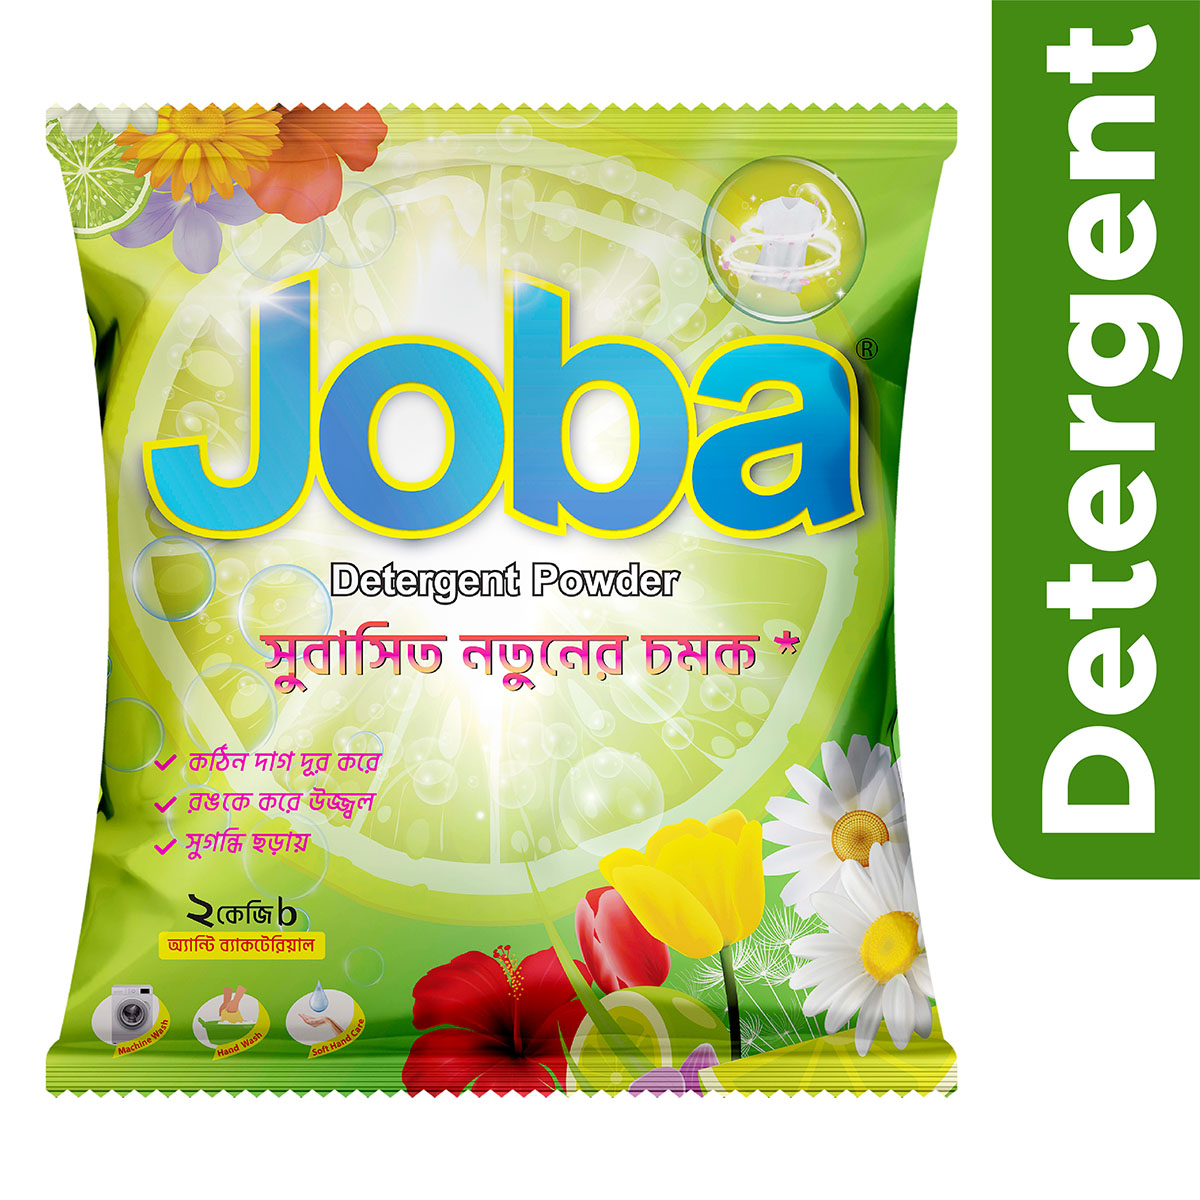 Joba®
Detergent Powder
সুবাসিত নতুনের চমক *
কঠিন দাগ দূর করে
রঙকে করে উজ্জ্বল
সুগন্ধি ছড়ায়
২ কেজি b
অ্যান্টি ব্যাকটেরিয়াল
Machine Wash
Hand Wash
Soft Hand Care
Detergent